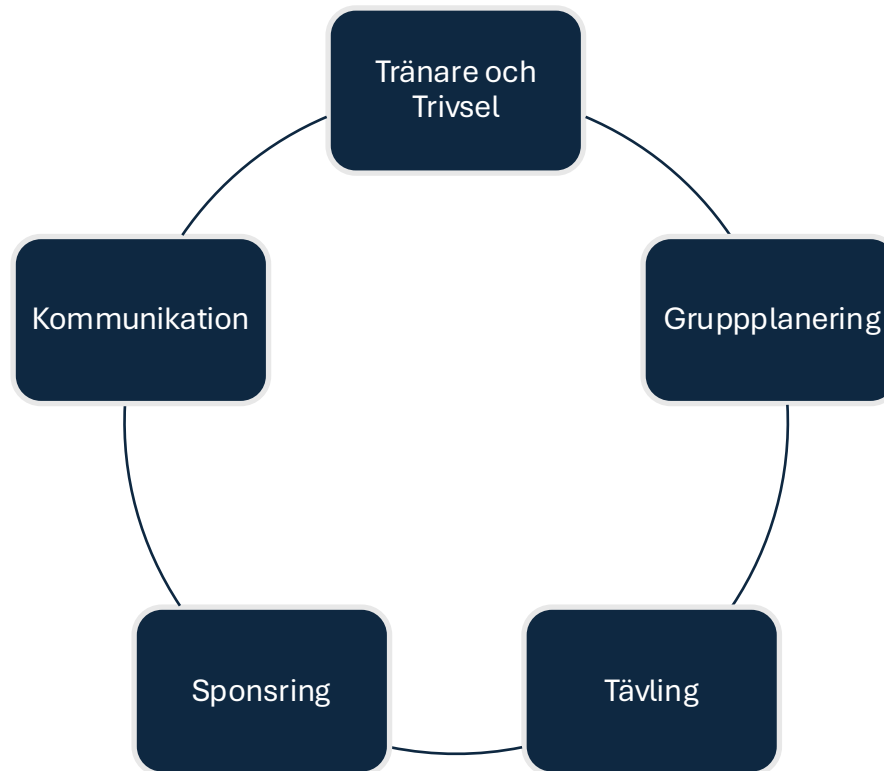 Tränare och
Trivsel
Kommunikation
Gruppplanering
Sponsring
Tävling